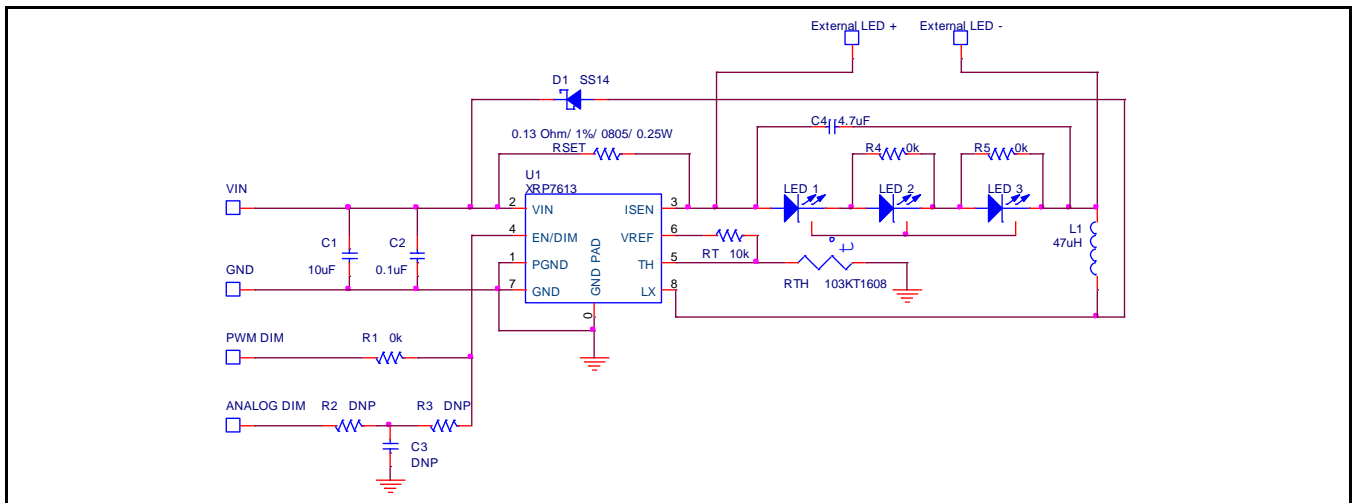 External LED +
External LED -
D1 SS14
C4 4.7uF
0.13 Ohm/ 1%/ 0805/ 0.25W
RSET
R4 0k
R5 0k
U1
XRP7613
LED 1
LED 2
LED 3
VIN
2
VIN
ISEN
3
4
EN/DIM
VREF
6
L1
47uH
C1
10uF
C2
0.1uF
RT 10k
1
PGND
TH
5
GND
7
GND
GND PAD
LX
8
RTH 103KT1608
0
PWM DIM
R1 0k
ANALOG DIM
R2 DNP
R3 DNP
C3
DNP